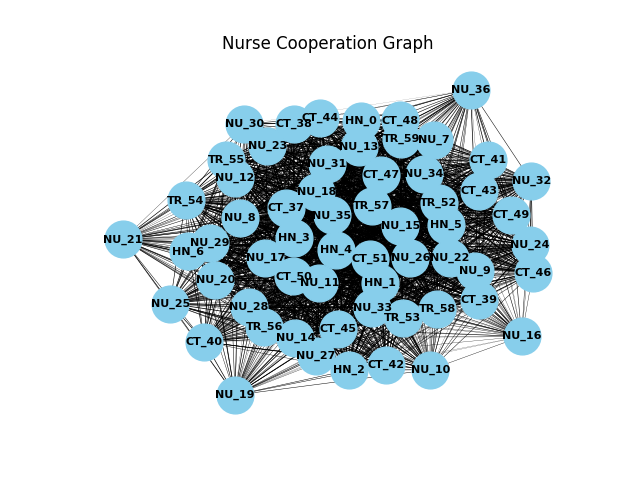 Nurse Cooperation Graph
NU_36
NU_30
CT_38
CT_44
HN_0
CT_48
TR_59
NU_7
NU_23
NU_13
TR_55
NU_31
CT_41
NU_12
CT_47
NU_34
NU_32
NU_18
CT_43
TR_54
CT_37
TR_57
TR_52
NU_8
NU_35
CT_49
NU_15
HN_5
NU_21
HN_3
NU_29
HN_6
HN_4
NU_24
NU_17
CT_51
NU_26
NU_22
NU_9
CT_46
NU_20
CT_50
NU_11
HN_1
NU_25
NU_28
NU_33
TR_58
CT_39
TR_53
TR_56
CT_45
NU_14
NU_16
CT_40
NU_27
HN_2
CT_42
NU_10
NU_19